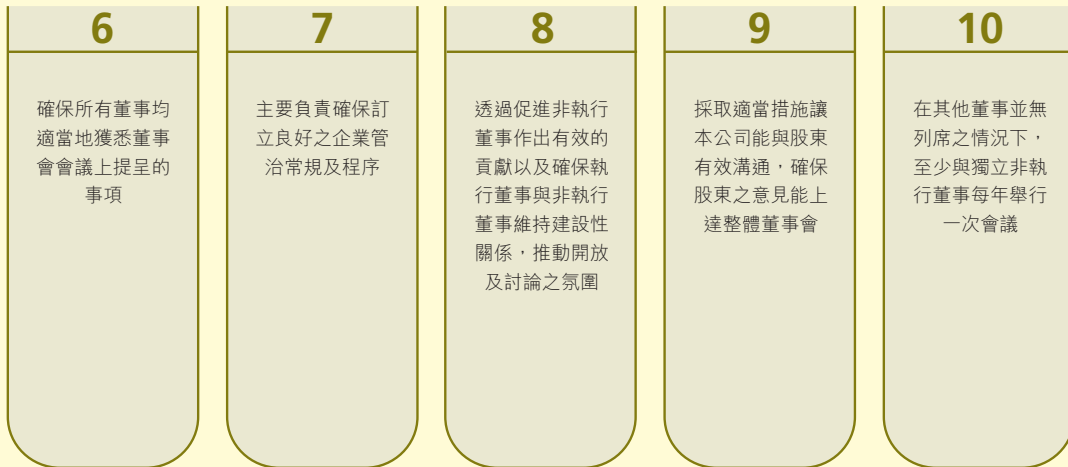 6
確保所有董事均
適當地獲悉董事
會會議上提呈的
事項
7
主要負責確保訂
立良好之企業管
治常規及程序
8
透過促進非執行
董事作出有效的
貢獻以及確保執
行董事與非執行
董事維持建設性
關係，推動開放
及討論之氛圍
9
採取適當措施讓
本公司能與股東
有效溝通，確保
股東之意見能上
達整體董事會
10
在其他董事並無
列席之情況下，
至少與獨立非執
行董事每年舉行
一次會議